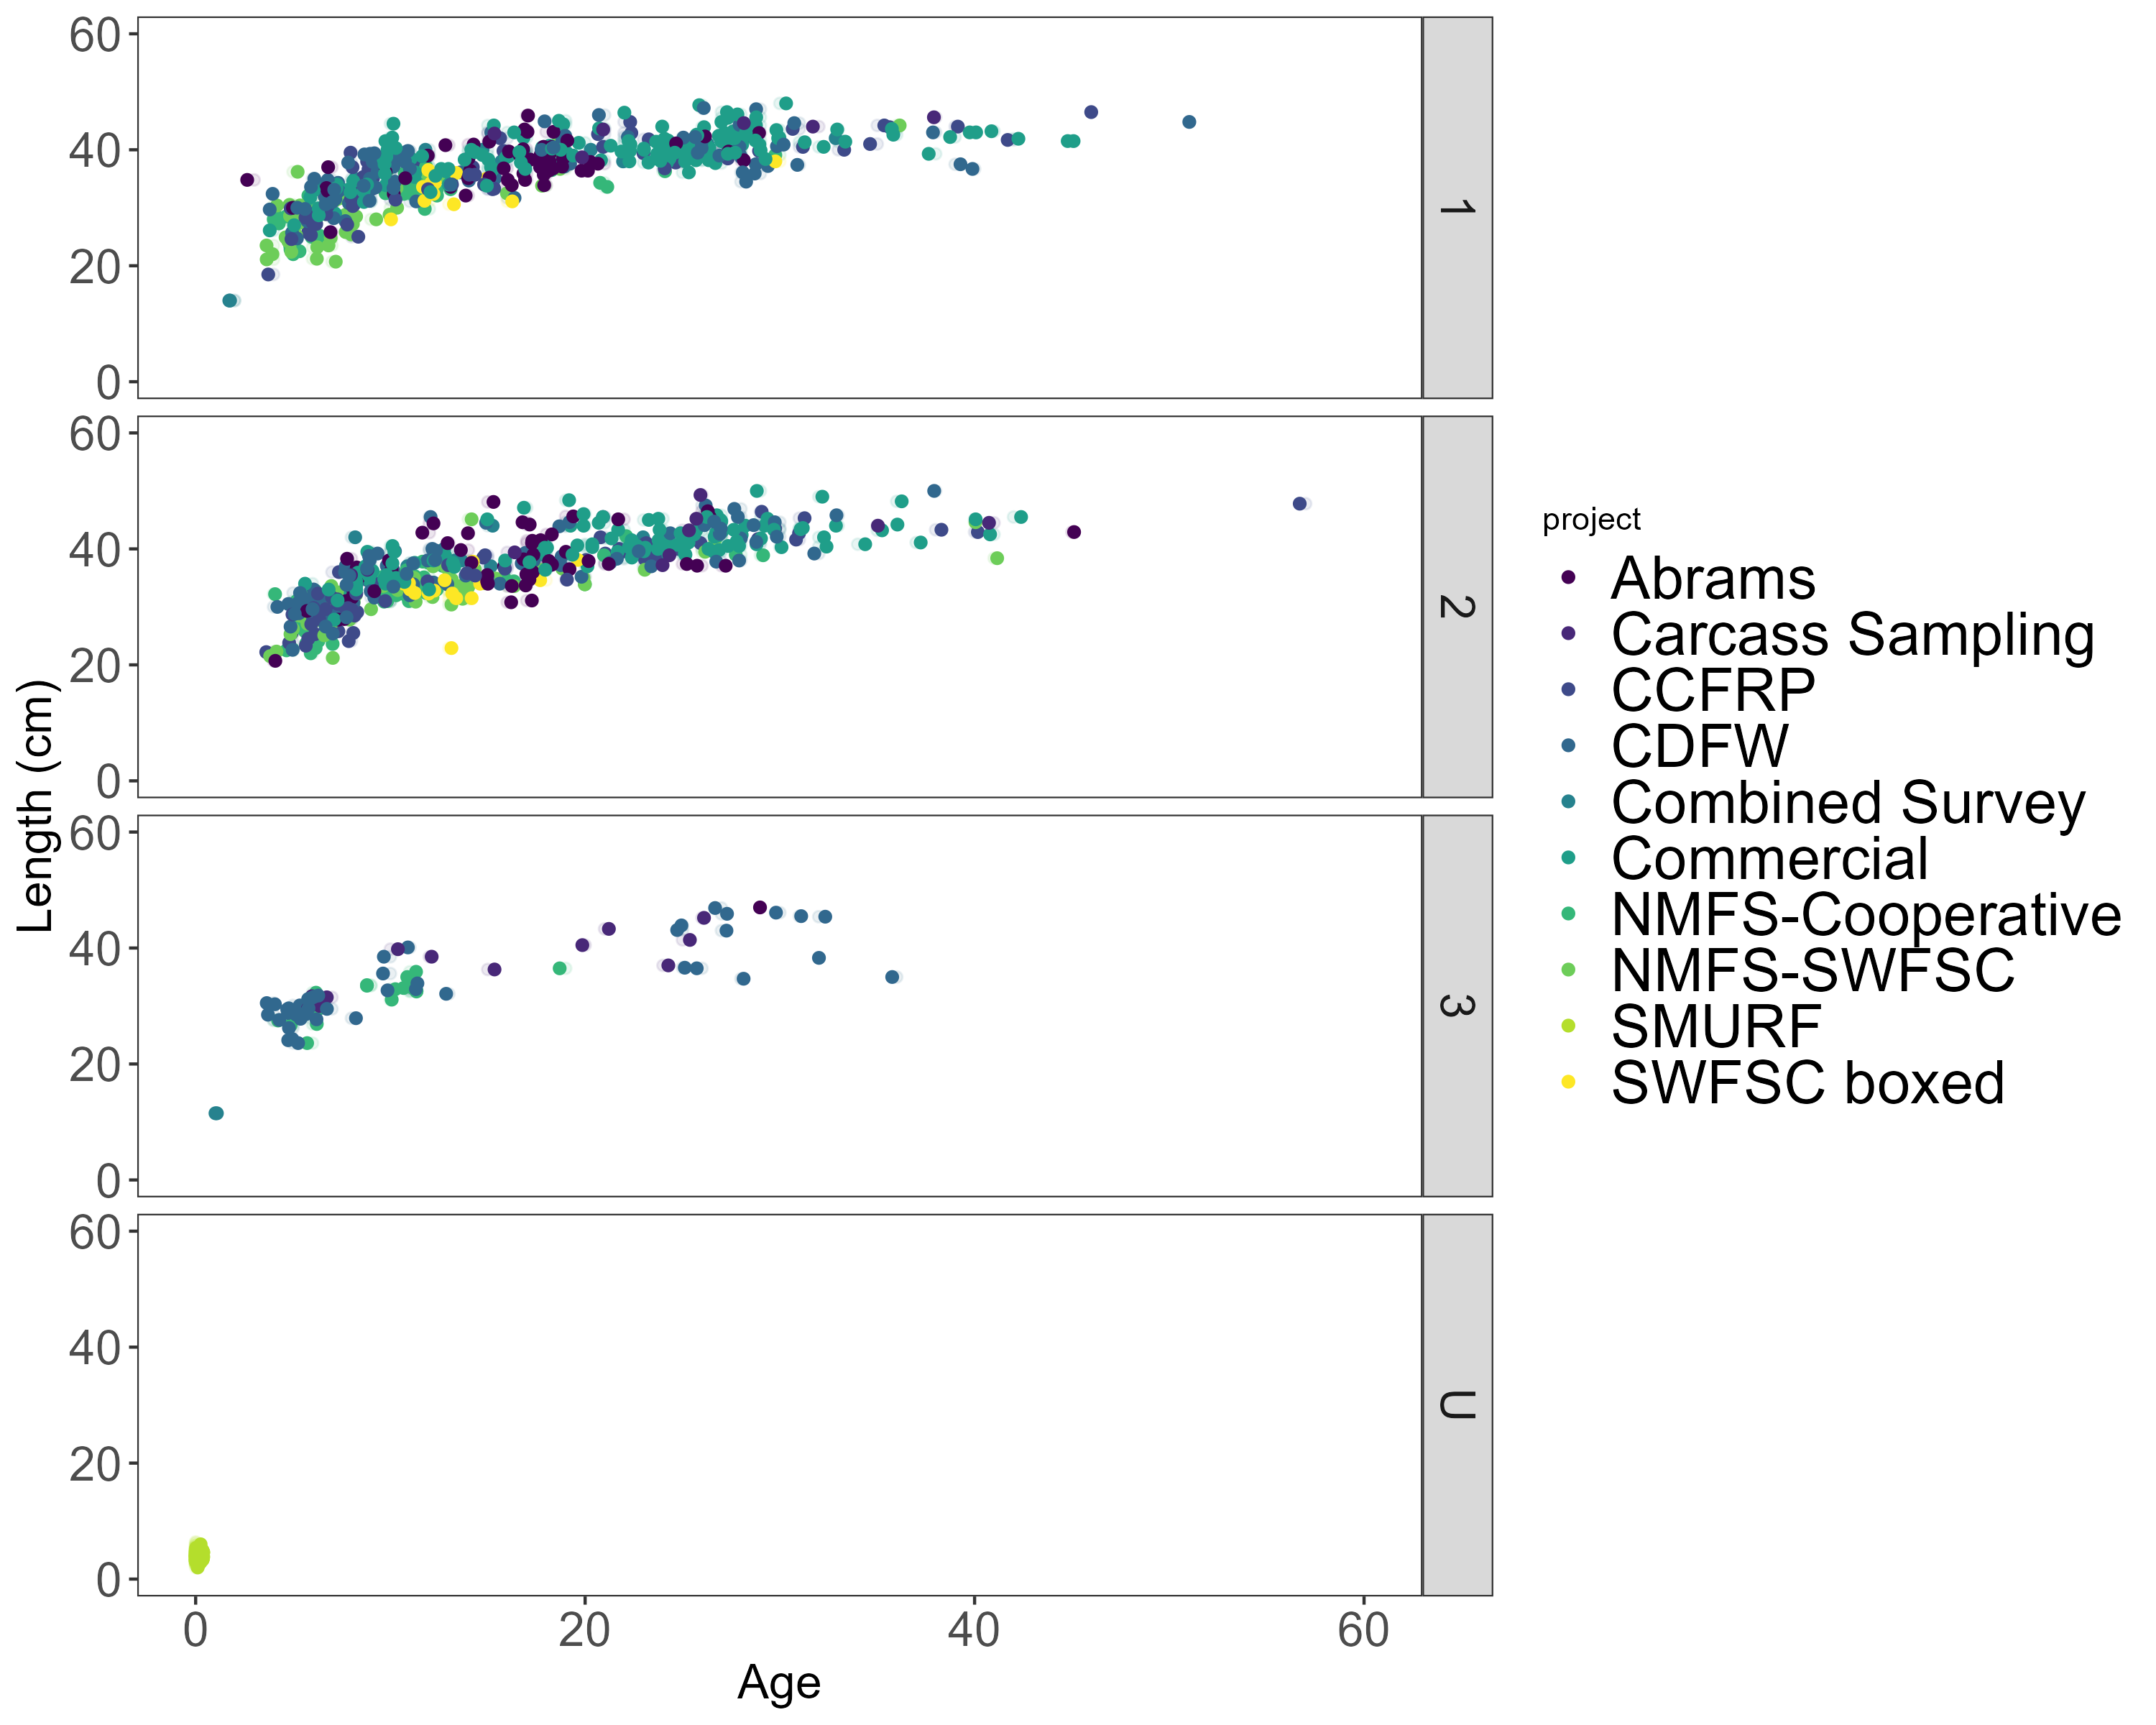 60
40
20
0
1
60
40
20
0
2
60
40
20
0
3
60
40
20
0
U
0 20 40 60
Age
Length (cm)
project
Abrams
Carcass Sampling
CCFRP
CDFW
Combined Survey
Commercial
NMFS-Cooperative
NMFS-SWFSC
SMURF
SWFSC boxed